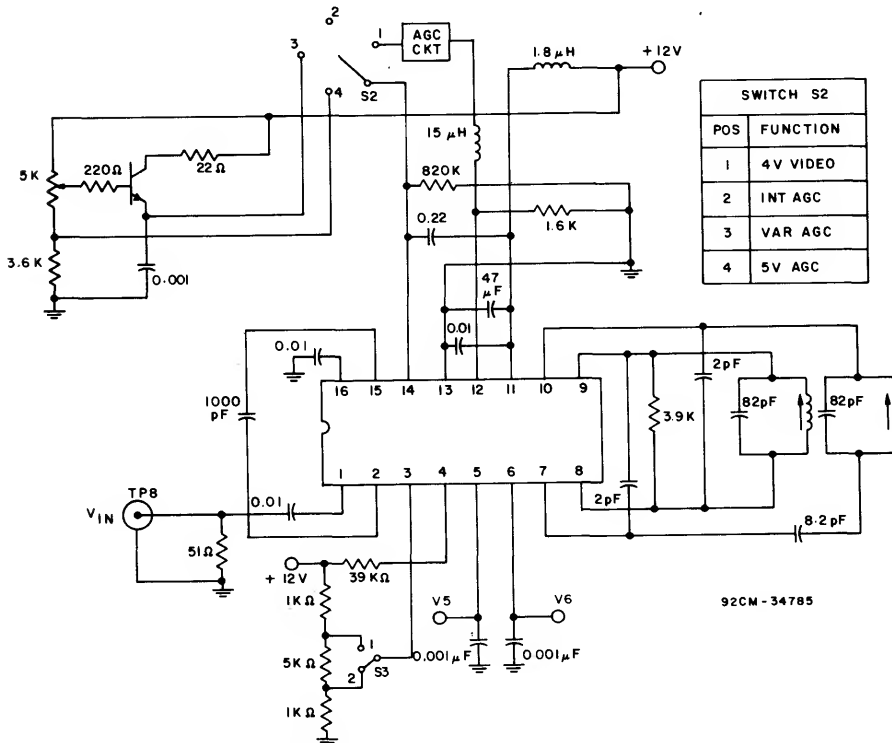 2
1
AGC
CKT
1.8 µH
+12V
3
S2
4
15 µH
SWITCH S2
POS FUNCTION
1 4V VIDEO
2 INT AGC
3 VAR AGC
4 5V AGC
5K
220Ω
22Ω
820K
1.6K
0.22
3.6K
0.001
47
µF
0.01
0.01
16 15 14 13 12 11 10 9
1000
pF
2pF
82pF
82pF
3.9K
1 2 3 4 5 6 7 8
2pF
8.2pF
TP8
VIN
0.01
51Ω
+12V
39KΩ
1KΩ
V5
V6
92CM-34785
1
5KΩ
2
S3
0.001µF
0.001µF
1KΩ